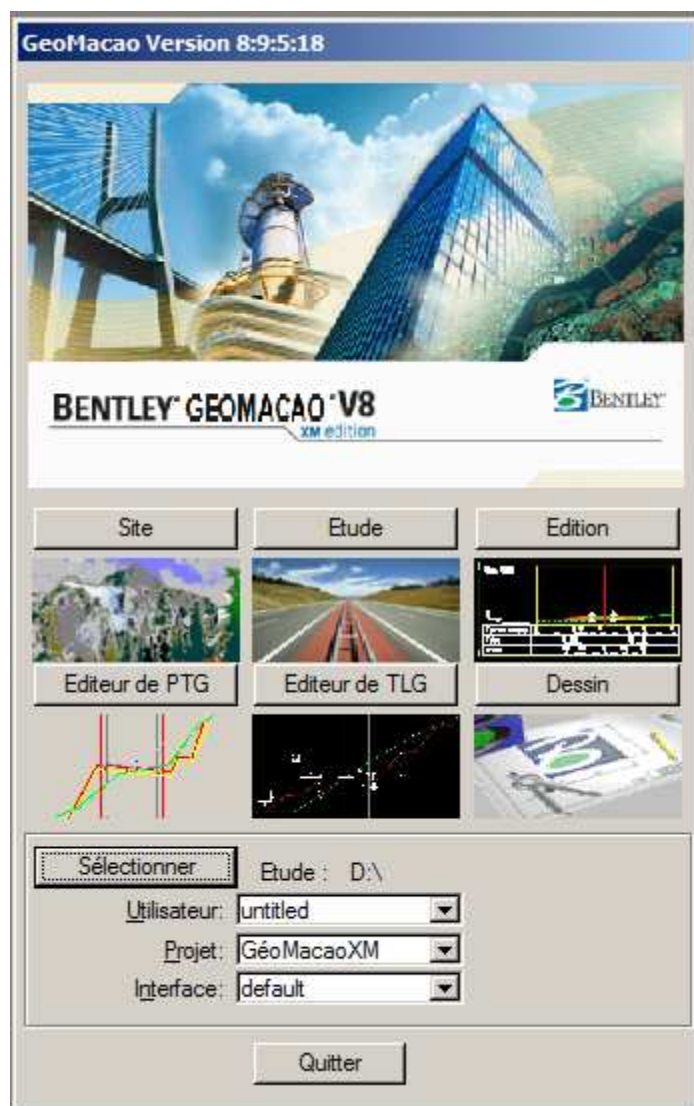 GeoMacao Version 8:9:5:18
BENTLEY GEOMACAO V8
XM edition
BENTLEY
Site Etude Edition
Editeur de PTG Editeur de TLG Dessin
Sélectionner Etude : D:\
Utilisateur: untitled
Projet: GéoMacaoXM
Interface: default
Quitter